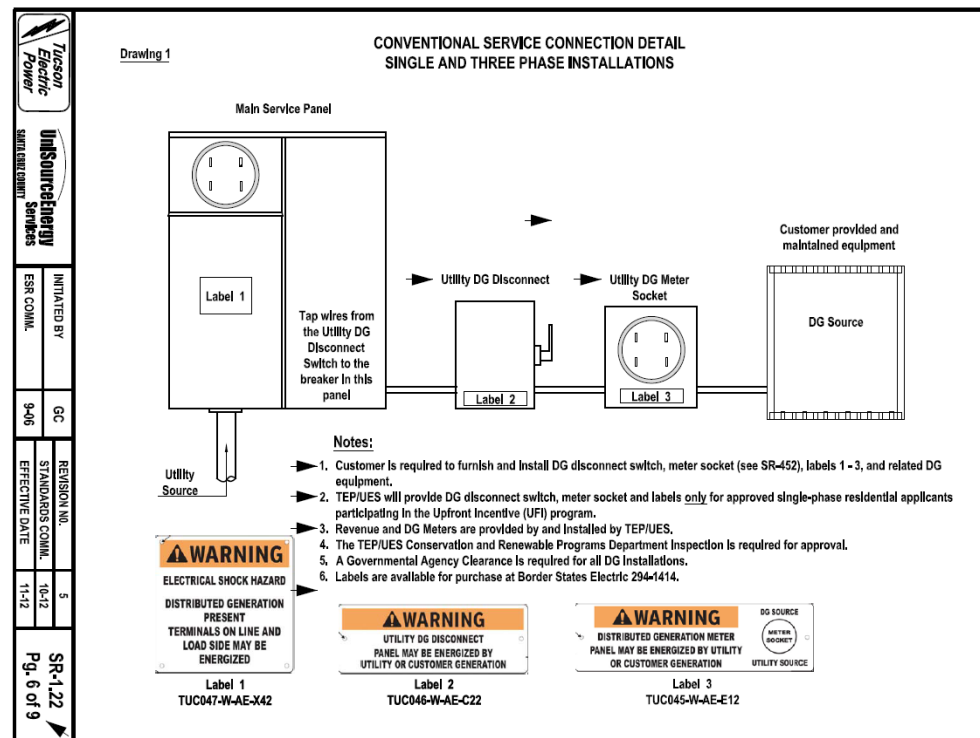 Tucson
Electric
Power
UniSourceEnergy
Services
SANTA CRUZ COUNTY
INITIATED BY
GC
ESR COMM.
9-06
REVISION NO.
5
STANDARDS COMM.
10-12
EFFECTIVE DATE
11-12
SR-1.22
Pg. 6 of 9
Drawing 1
CONVENTIONAL SERVICE CONNECTION DETAIL
SINGLE AND THREE PHASE INSTALLATIONS
Main Service Panel
Label 1
Tap wires from
the Utility DG
Disconnect
Switch to the
breaker in this
panel
Utility DG Disconnect
Label 2
Utility DG Meter
Socket
Label 3
Customer provided and
maintained equipment
DG Source
Utility
Source
Notes:
1. Customer is required to furnish and install DG disconnect switch, meter socket (see SR-452), labels 1 - 3, and related DG
equipment.
2. TEP/UES will provide DG disconnect switch, meter socket and labels only for approved single-phase residential applicants
participating in the Upfront Incentive (UFI) program.
3. Revenue and DG Meters are provided by and installed by TEP/UES.
4. The TEP/UES Conservation and Renewable Programs Department Inspection is required for approval.
5. A Governmental Agency Clearance is required for all DG Installations.
6. Labels are available for purchase at Border States Electric 294-1414.
WARNING
ELECTRICAL SHOCK HAZARD
DISTRIBUTED GENERATION
PRESENT
TERMINALS ON LINE AND
LOAD SIDE MAY BE
ENERGIZED
Label 1
TUC047-W-AE-X42
WARNING
UTILITY DG DISCONNECT
PANEL MAY BE ENERGIZED BY
UTILITY OR CUSTOMER GENERATION
Label 2
TUC046-W-AE-C22
WARNING
DISTRIBUTED GENERATION METER
PANEL MAY BE ENERGIZED BY UTILITY
OR CUSTOMER GENERATION
DG SOURCE
METER
SOCKET
UTILITY SOURCE
Label 3
TUC045-W-AE-E12